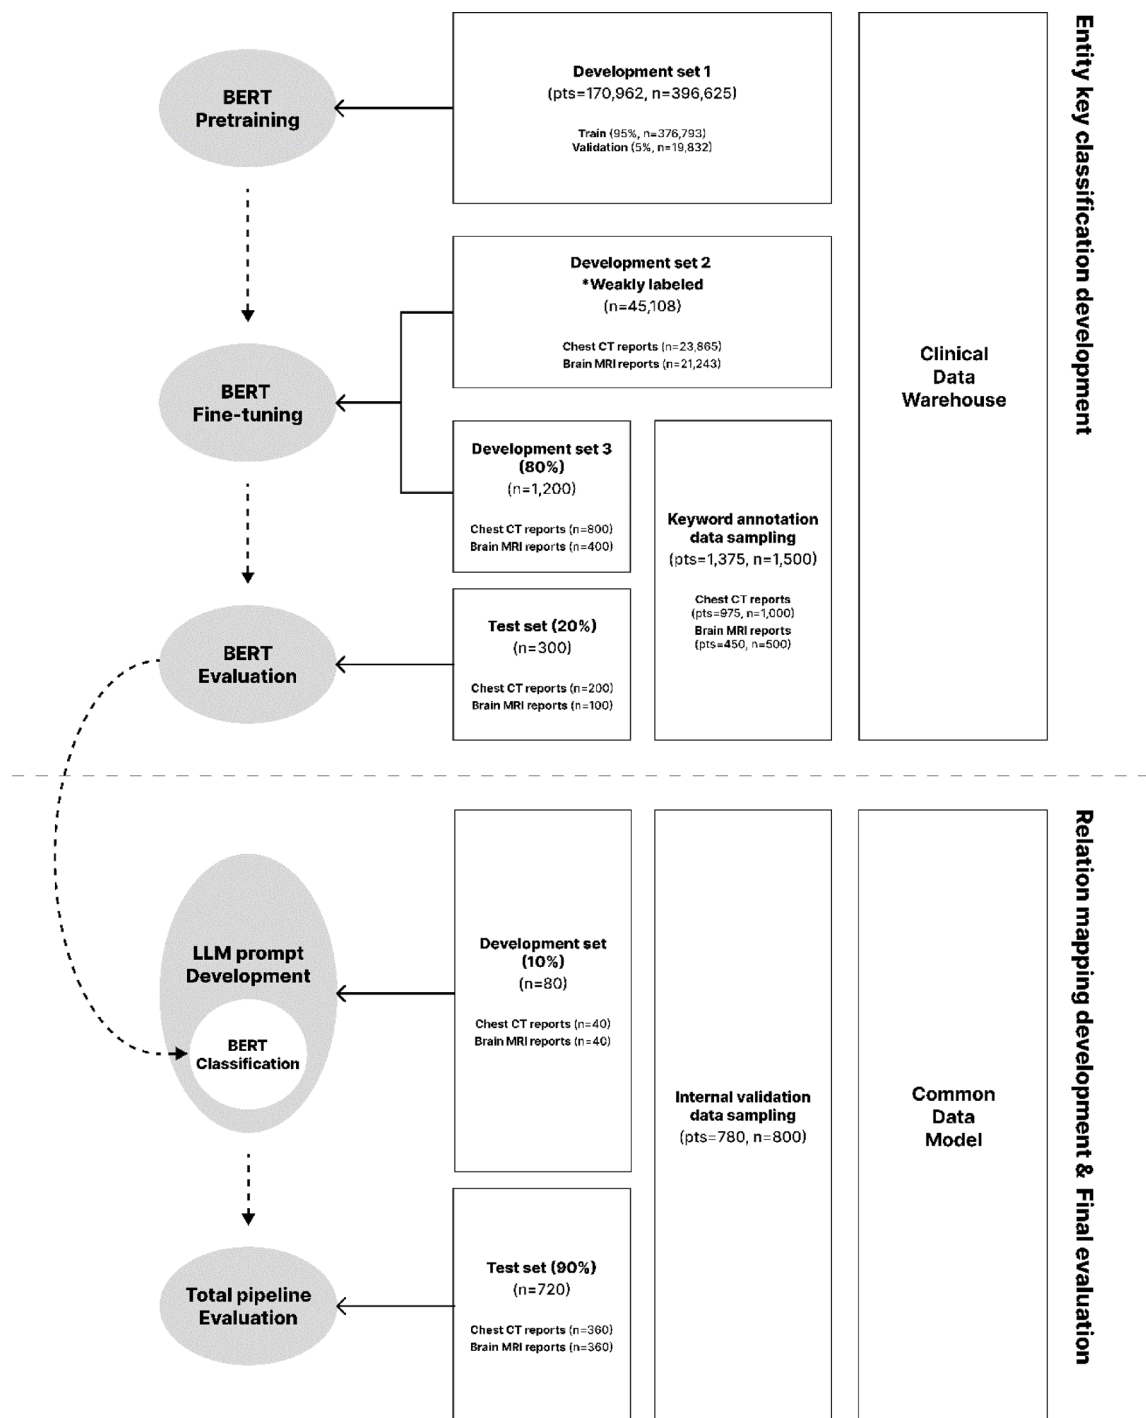 BERT
Pretraining
Development set 1
(pts=170,962, n=396,625)
Train (95%, n=376,793)
Validation (5%, n=19,832)
Development set 2
*Weakly labeled
(n=45,108)
Chest CT reports (n=23,865)
Brain MRI reports (n=21,243)
BERT
Fine-tuning
Development set 3
(80%)
(n=1,200)
Chest CT reports (n=800)
Brain MRI reports (n=400)
Keyword annotation
data sampling
(pts=1,375, n=1,500)
Chest CT reports
(pts=975, n=1,000)
Brain MRI reports
(pts=450, n=500)
BERT
Evaluation
Test set (20%)
(n=300)
Chest CT reports (n=200)
Brain MRI reports (n=100)
Clinical
Data
Warehouse
Entity key classification development
LLM prompt
Development
BERT
Classification
Development set
(10%)
(n=80)
Chest CT reports (n=40)
Brain MRI reports (n=40)
Internal validation
data sampling
(pts=780, n=800)
Common
Data
Model
Total pipeline
Evaluation
Test set (90%)
(n=720)
Chest CT reports (n=360)
Brain MRI reports (n=360)
Relation mapping development & Final evaluation